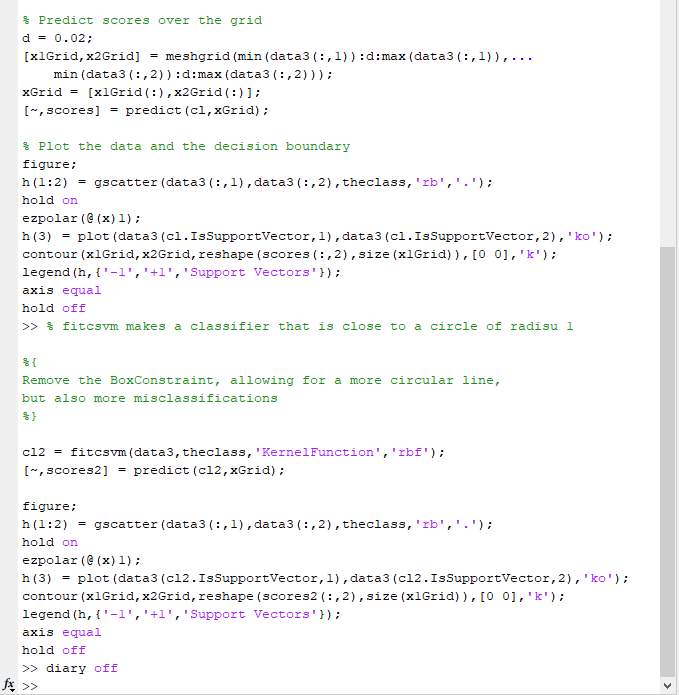 % Predict scores over the grid
d = 0.02;
[x1Grid,x2Grid] = meshgrid(min(data3(:,1)):d:max(data3(:,1)),...
    min(data3(:,2)):d:max(data3(:,2)));
xGrid = [x1Grid(:),x2Grid(:)];
[~,scores] = predict(cl,xGrid);

% Plot the data and the decision boundary
figure;
h(1:2) = gscatter(data3(:,1),data3(:,2),theclass,'rb','.');
hold on
ezpolar(@(x)1);
h(3) = plot(data3(cl.IsSupportVector,1),data3(cl.IsSupportVector,2),'ko');
contour(x1Grid,x2Grid,reshape(scores(:,2),size(x1Grid)),[0 0],'k');
legend(h,{'-1','+1','Support Vectors'});
axis equal
hold off
>> % fitcsvm makes a classifier that is close to a circle of radisu 1

%{
Remove the BoxConstraint, allowing for a more circular line,
but also more misclassifications
%}

cl2 = fitcsvm(data3,theclass,'KernelFunction','rbf');
[~,scores2] = predict(cl2,xGrid);

figure;
h(1:2) = gscatter(data3(:,1),data3(:,2),theclass,'rb','.');
hold on
ezpolar(@(x)1);
h(3) = plot(data3(cl2.IsSupportVector,1),data3(cl2.IsSupportVector,2),'ko');
contour(x1Grid,x2Grid,reshape(scores2(:,2),size(x1Grid)),[0 0],'k');
legend(h,{'-1','+1','Support Vectors'});
axis equal
hold off
>> diary off
fx >>